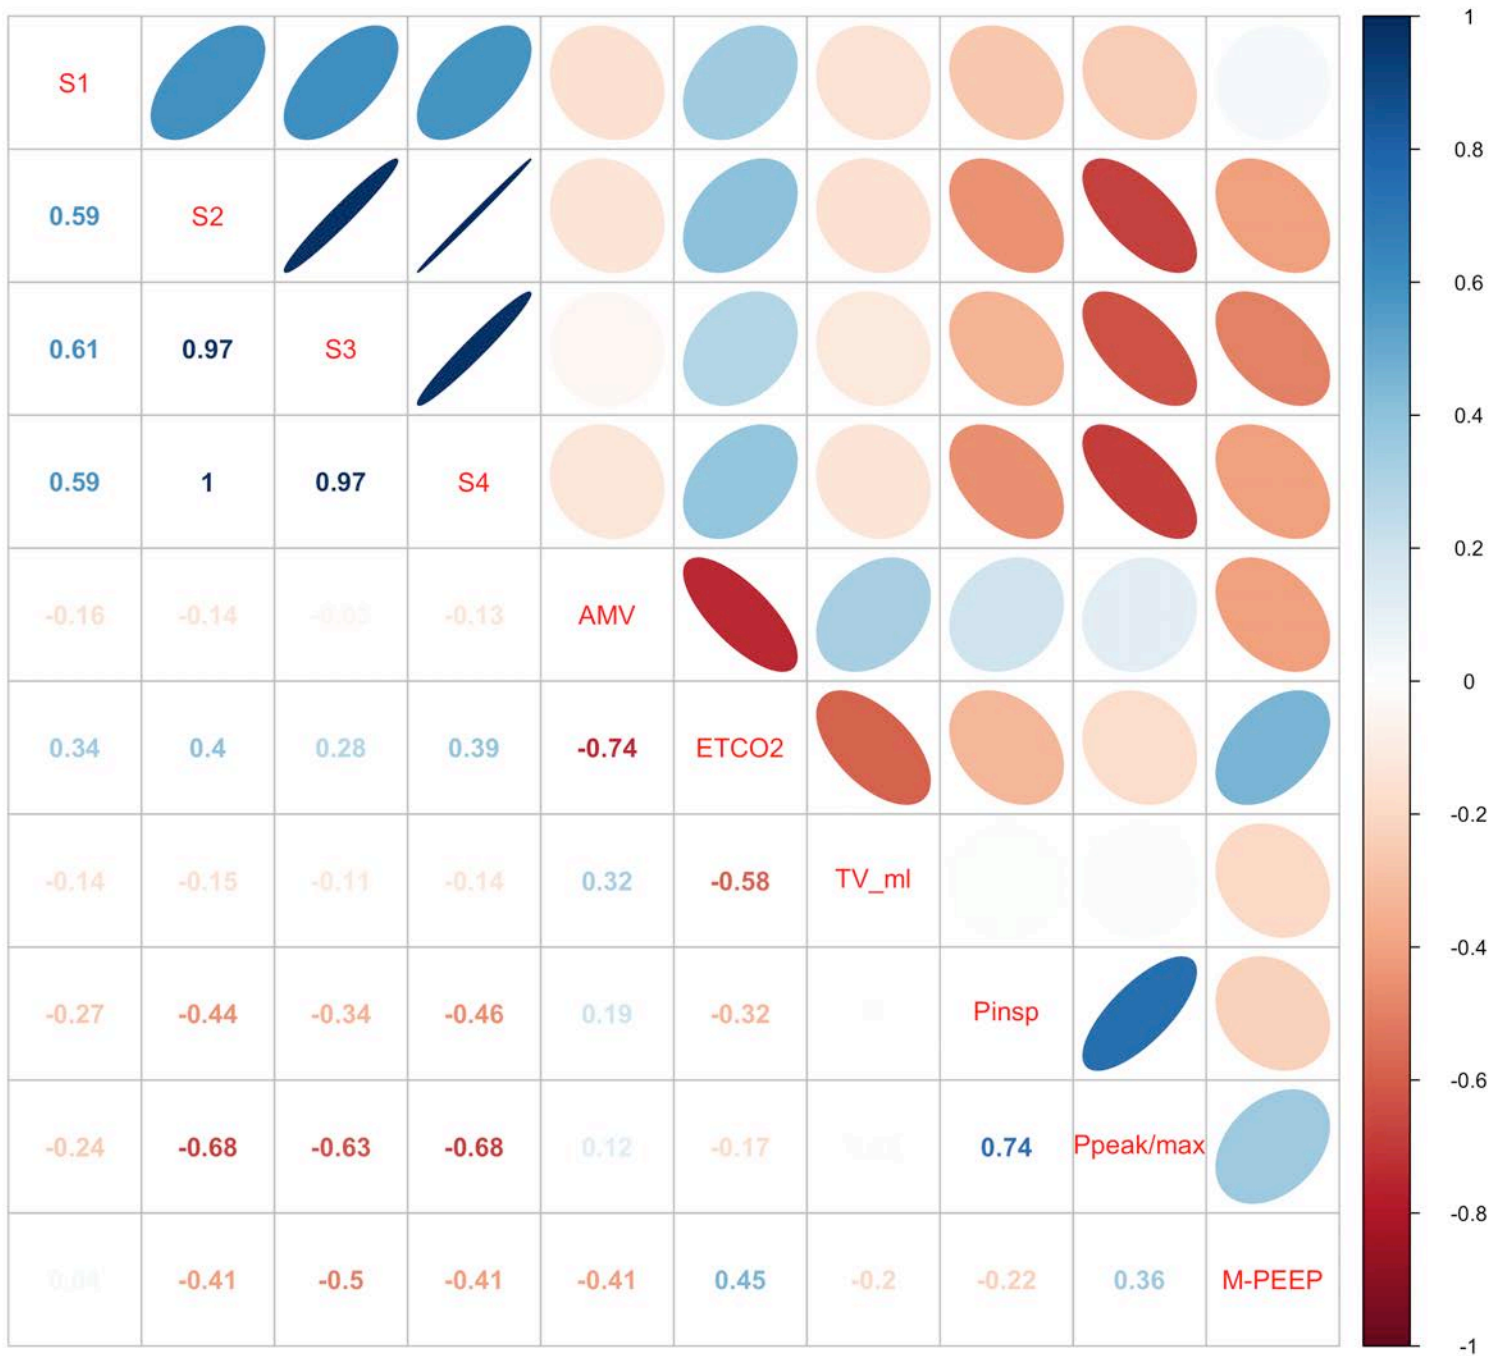 S1
0.59 S2
0.61 0.97 S3
0.59 1 0.97 S4
-0.16 -0.14 -0.03 -0.13 AMV
0.34 0.4 0.28 0.39 -0.74 ETCO2
-0.14 -0.15 -0.11 -0.14 0.32 -0.58 TV_ml
-0.27 -0.44 -0.34 -0.46 0.19 -0.32 Pinsp
-0.24 -0.68 -0.63 -0.68 0.12 -0.17 0.74 Ppeak/max
0.04 -0.41 -0.5 -0.41 -0.41 0.45 -0.2 -0.22 0.36 M-PEEP
1
0.8
0.6
0.4
0.2
0
-0.2
-0.4
-0.6
-0.8
-1